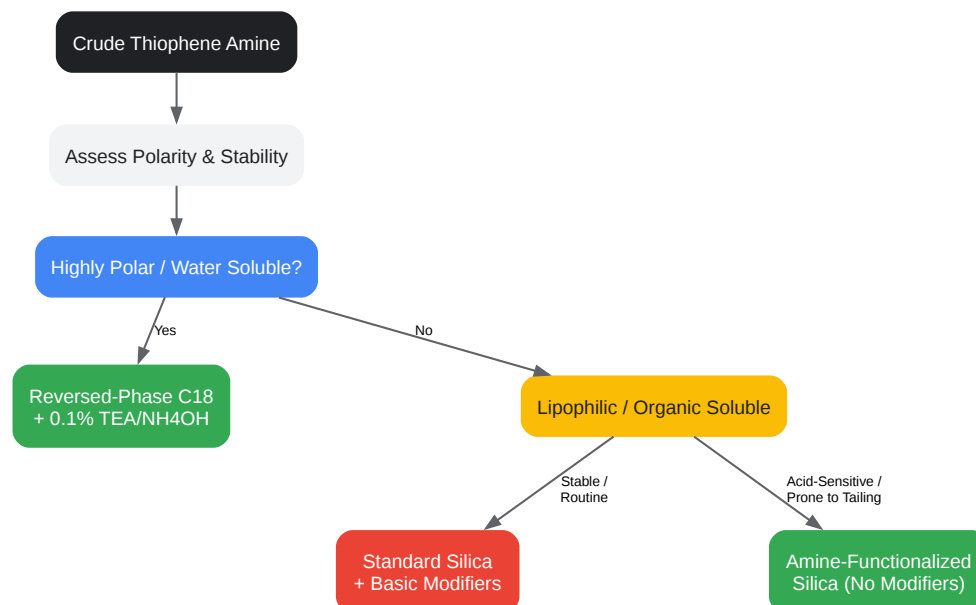 Crude Thiophene Amine
Assess Polarity & Stability
Highly Polar / Water Soluble?
Yes
No
Reversed-Phase C18
+ 0.1% TEA/NH4OH
Lipophilic / Organic Soluble
Stable /
Routine
Acid-Sensitive /
Prone to Tailing
Standard Silica
+ Basic Modifiers
Amine-Functionalized
Silica (No Modifiers)